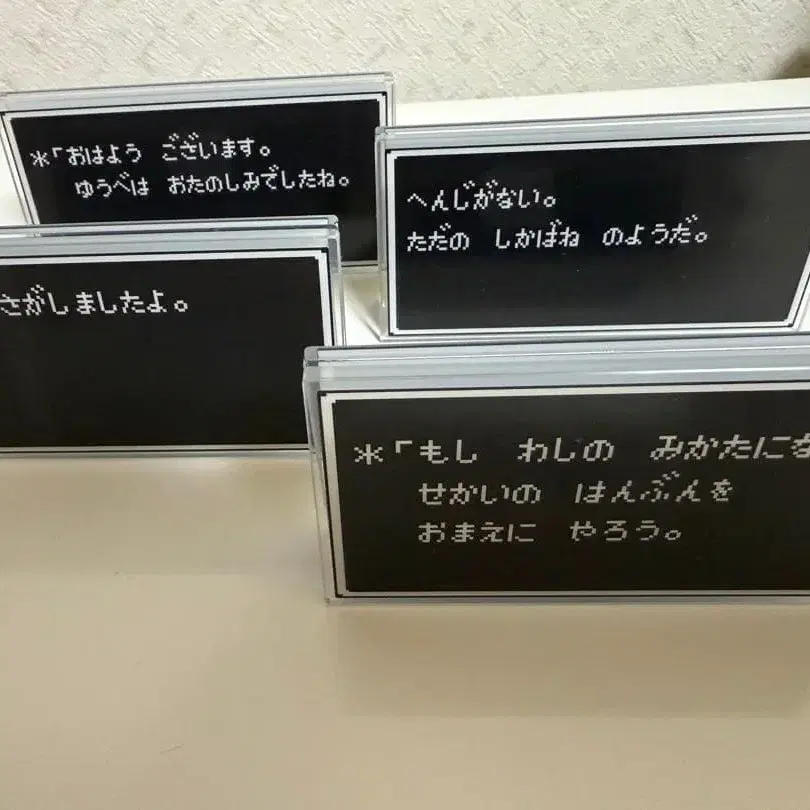 *「おはよう ございます。
ゆうべは おたのしみでしたね。
へんじがない。
ただの しかばね のようだ。
さがしましたよ。
*「もし わしの みかたにな
せかいの はんぶんを
おまえに やろう。